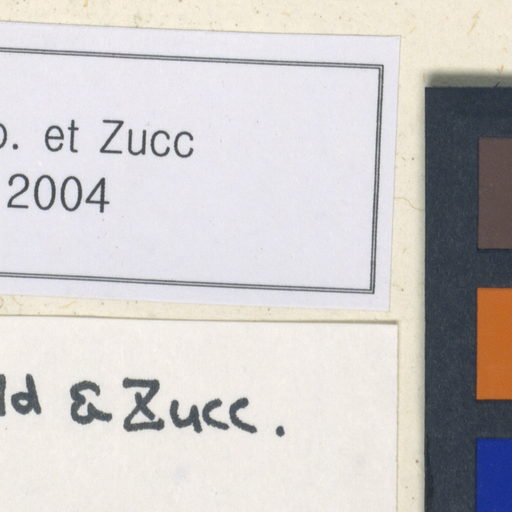 . et Zucc
2004
& Zucc.